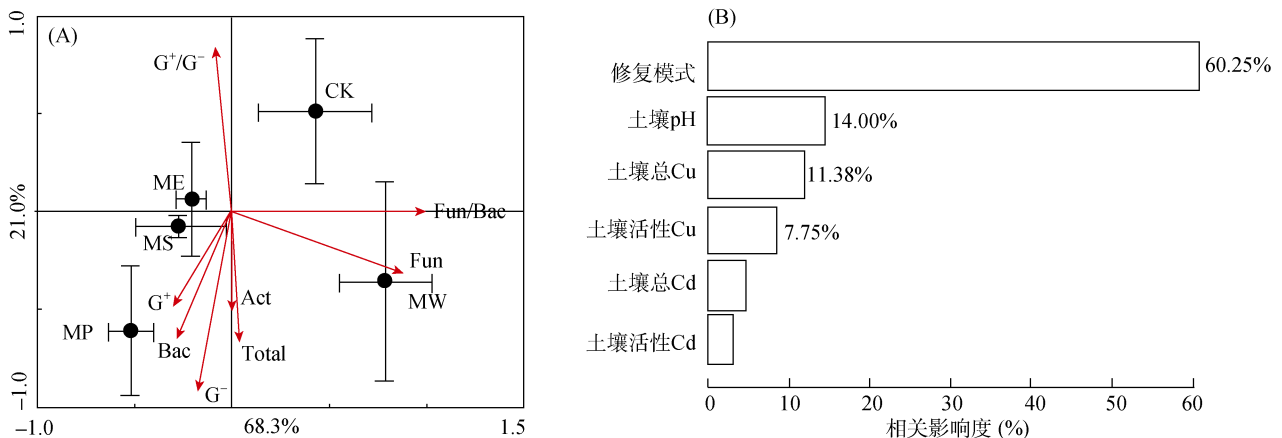 (A)
1.0
21.0%
−1.0
−1.0
68.3%
1.5
G⁺/G⁻
CK
ME
MS
Fun/Bac
Fun
MW
MP
G⁺
Bac
G⁻
Act
Total
(B)
修复模式
60.25%
土壤pH
14.00%
土壤总Cu
11.38%
土壤活性Cu
7.75%
土壤总Cd
土壤活性Cd
0 10 20 30 40 50 60
相关影响度 (%)